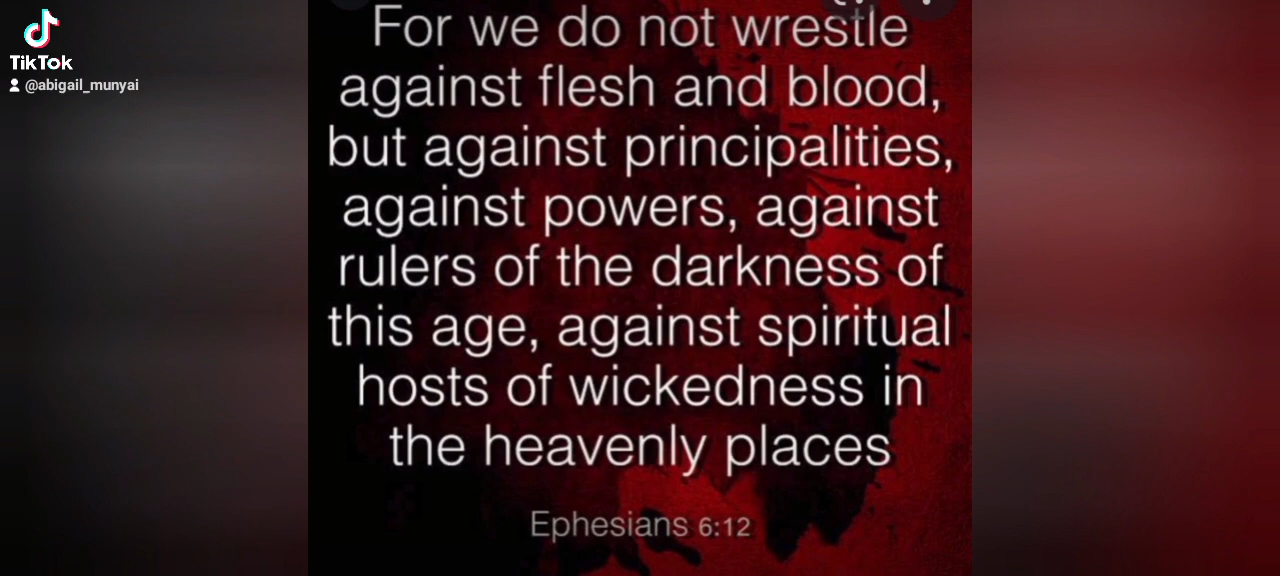 TikTok
@abigail_munyai
For we do not wrestle
against flesh and blood,
but against principalities,
against powers, against
rulers of the darkness of
this age, against spiritual
hosts of wickedness in
the heavenly places
Ephesians 6:12